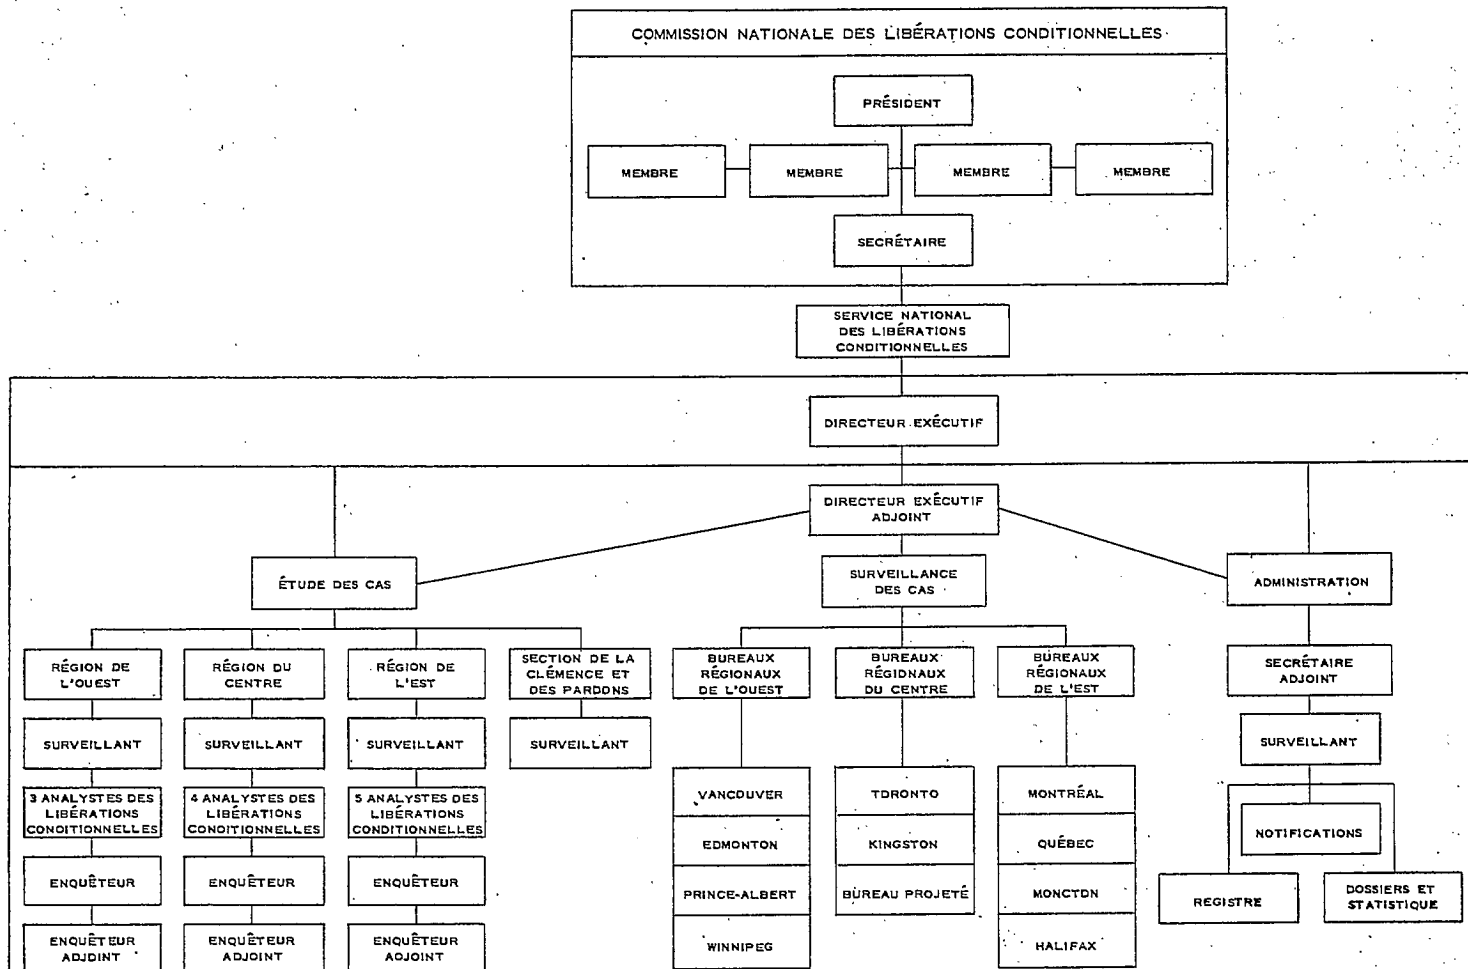 COMMISSION NATIONALE DES LIBÉRATIONS CONDITIONNELLES
PRÉSIDENT
MEMBRE
MEMBRE
MEMBRE
MEMBRE
SECRÉTAIRE
SERVICE NATIONAL
DES LIBÉRATIONS
CONDITIONNELLES
DIRECTEUR EXÉCUTIF
DIRECTEUR EXÉCUTIF
ADJOINT
ÉTUDE DES CAS
SURVEILLANCE
DES CAS
ADMINISTRATION
RÉGION DE
L'OUEST
RÉGION DU
CENTRE
RÉGION DE
L'EST
SECTION DE LA
CLÉMENCE ET
DES PARDONS
BUREAUX
RÉGIONAUX
DE L'OUEST
BUREAUX
RÉGIONAUX
DU CENTRE
BUREAUX
RÉGIONAUX
DE L'EST
SECRÉTAIRE
ADJOINT
SURVEILLANT
SURVEILLANT
SURVEILLANT
SURVEILLANT
SURVEILLANT
3 ANALYSTES DES
LIBÉRATIONS
CONDITIONNELLES
4 ANALYSTES DES
LIBÉRATIONS
CONDITIONNELLES
5 ANALYSTES DES
LIBÉRATIONS
CONDITIONNELLES
VANCOUVER
TORONTO
MONTRÉAL
NOTIFICATIONS
EDMONTON
KINGSTON
QUÉBEC
ENQUÊTEUR
ENQUÊTEUR
ENQUÊTEUR
PRINCE-ALBERT
BUREAU PROJETÉ
MONCTON
REGISTRE
DOSSIERS ET
STATISTIQUE
ENQUÊTEUR
ADJOINT
ENQUÊTEUR
ADJOINT
ENQUÊTEUR
ADJOINT
WINNIPEG
HALIFAX